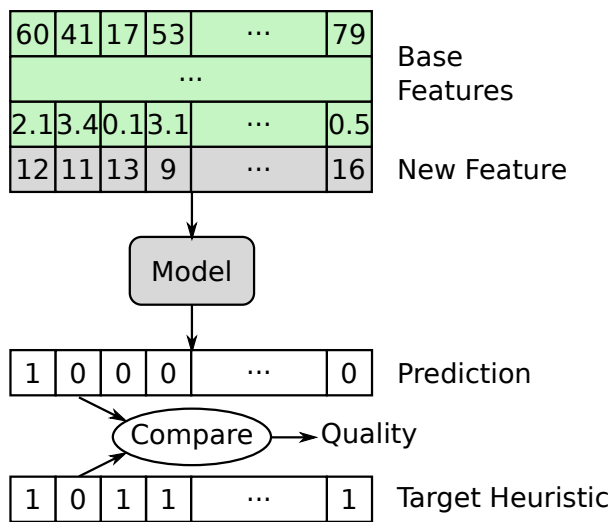 60 41 17 53 ... 79
Base
Features
...
2.1 3.4 0.1 3.1 ... 0.5
12 11 13 9 ... 16 New Feature
Model
1 0 0 0 ... 0 Prediction
Compare Quality
1 0 1 1 ... 1 Target Heuristic